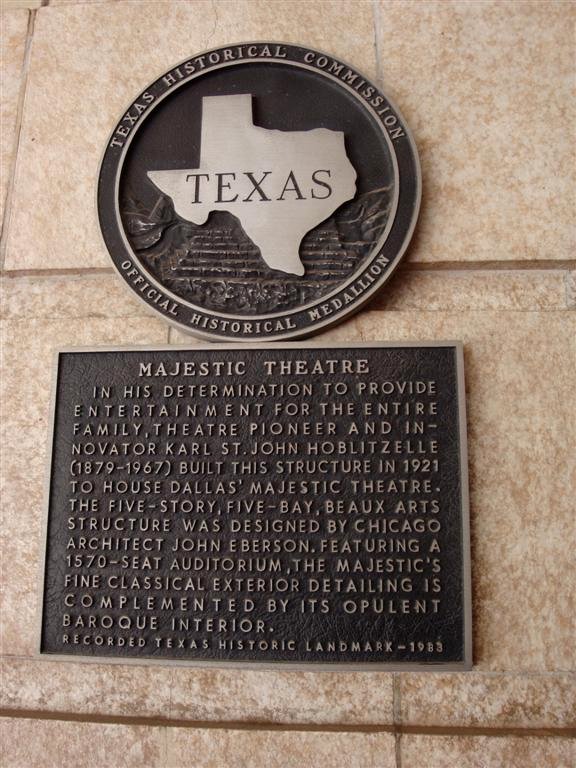 TEXAS HISTORICAL COMMISSION
TEXAS
OFFICIAL HISTORICAL MEDALLION
MAJESTIC THEATRE
IN HIS DETERMINATION TO PROVIDE
ENTERTAINMENT FOR THE ENTIRE
FAMILY, THEATRE PIONEER AND IN-
NOVATOR KARL ST. JOHN HOBLITZELLE
(1879-1967) BUILT THIS STRUCTURE IN 1921
TO HOUSE DALLAS' MAJESTIC THEATRE.
THE FIVE-STORY, FIVE-BAY, BEAUX ARTS
STRUCTURE WAS DESIGNED BY CHICAGO
ARCHITECT JOHN EBERSON. FEATURING A
1570-SEAT AUDITORIUM, THE MAJESTIC'S
FINE CLASSICAL EXTERIOR DETAILING IS
COMPLEMENTED BY ITS OPULENT
BAROQUE INTERIOR.
RECORDED TEXAS HISTORIC LANDMARK-1983